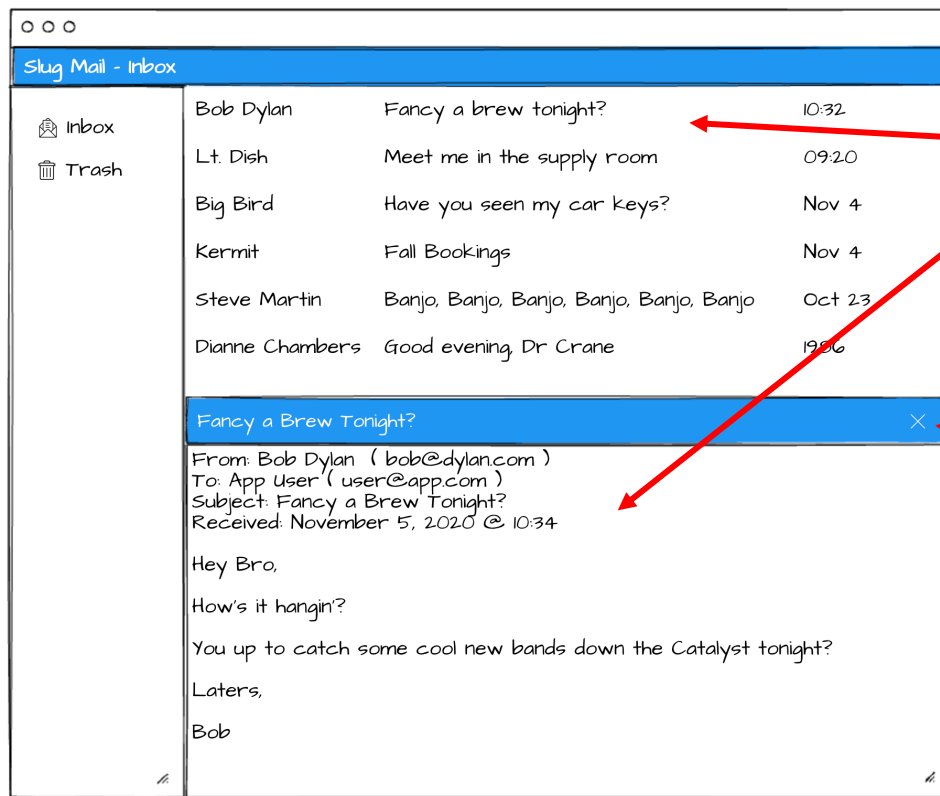 Slug Mail - Inbox
Inbox
Trash
Bob Dylan Fancy a brew tonight? 10:32
Lt. Dish Meet me in the supply room 09:20
Big Bird Have you seen my car keys? Nov 4
Kermit Fall Bookings Nov 4
Steve Martin Banjo, Banjo, Banjo, Banjo, Banjo, Banjo Oct 23
Dianne Chambers Good evening, Dr Crane 1986
Fancy a Brew Tonight?
From: Bob Dylan ( bob@dylan.com )
To: App User ( user@app.com )
Subject: Fancy a Brew Tonight?
Received: November 5, 2020 @ 10:34
Hey Bro,
How's it hangin'?
You up to catch some cool new bands down the Catalyst tonight?
Laters,
Bob